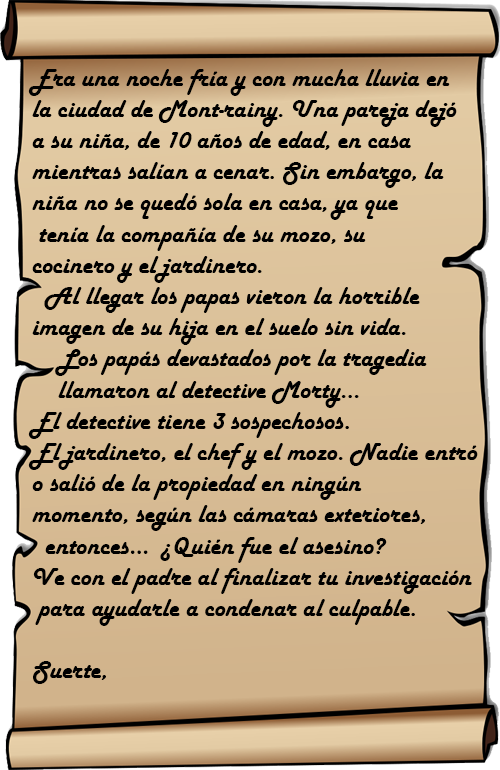 Era una noche fría y con mucha lluvia en
la ciudad de Mont-rainy. Una pareja dejó
a su niña, de 10 años de edad, en casa
mientras salían a cenar. Sin embargo, la
niña no se quedó sola en casa, ya que
tenía la compañía de su mozo, su
cocinero y el jardinero.
Al llegar los papas vieron la horrible
imagen de su hija en el suelo sin vida.
Los papás devastados por la tragedia
llamaron al detective Morty...
El detective tiene 3 sospechosos.
El jardinero, el chef y el mozo. Nadie entró
o salió de la propiedad en ningún
momento, según las cámaras exteriores,
entonces... ¿Quién fue el asesino?
Ve con el padre al finalizar tu investigación
para ayudarle a condenar al culpable.
Suerte,